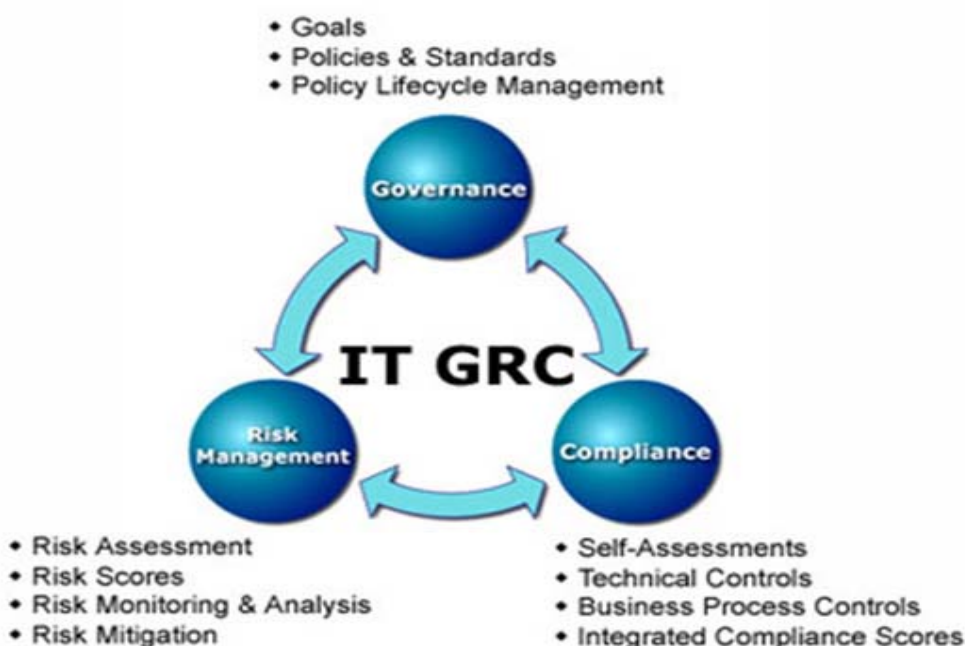 ◆ Goals
◆ Policies & Standards
◆ Policy Lifecycle Management
Governance
IT GRC
Risk
Management
Compliance
◆ Risk Assessment
◆ Risk Scores
◆ Risk Monitoring & Analysis
◆ Risk Mitigation
◆ Self-Assessments
◆ Technical Controls
◆ Business Process Controls
◆ Integrated Compliance Scores